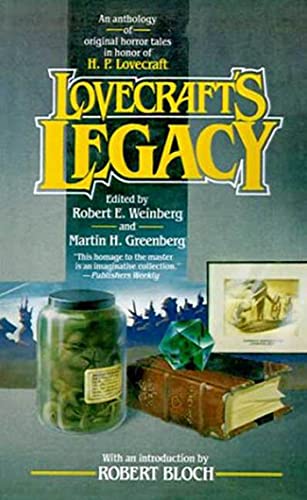 An anthology
of
original horror tales
in honor of
H. P. Lovecraft
LOVECRAFT'S
LEGACY
Edited by
Robert E. Weinberg
and
Martin H. Greenberg
"This homage to the master
is an imaginative collection."
—Publishers Weekly
With an introduction by
ROBERT BLOCH